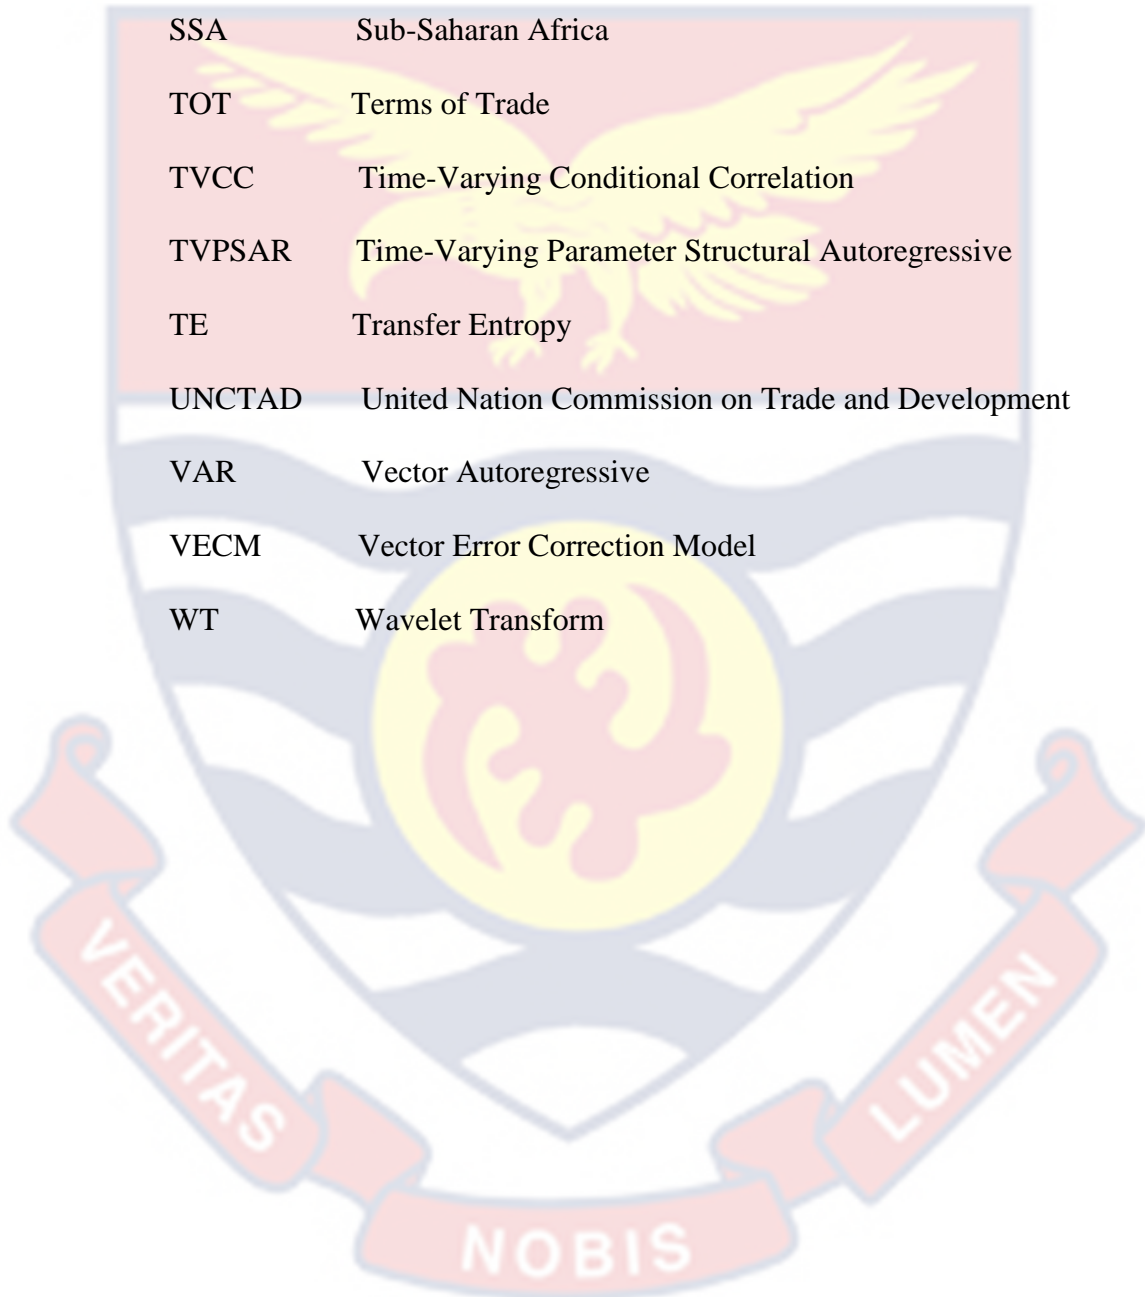 SSA Sub-Saharan Africa
TOT Terms of Trade
TVCC Time-Varying Conditional Correlation
TVPSAR Time-Varying Parameter Structural Autoregressive
TE Transfer Entropy
UNCTAD United Nation Commission on Trade and Development
VAR Vector Autoregressive
VECM Vector Error Correction Model
WT Wavelet Transform
VERITAS
NOBIS
LUMEN